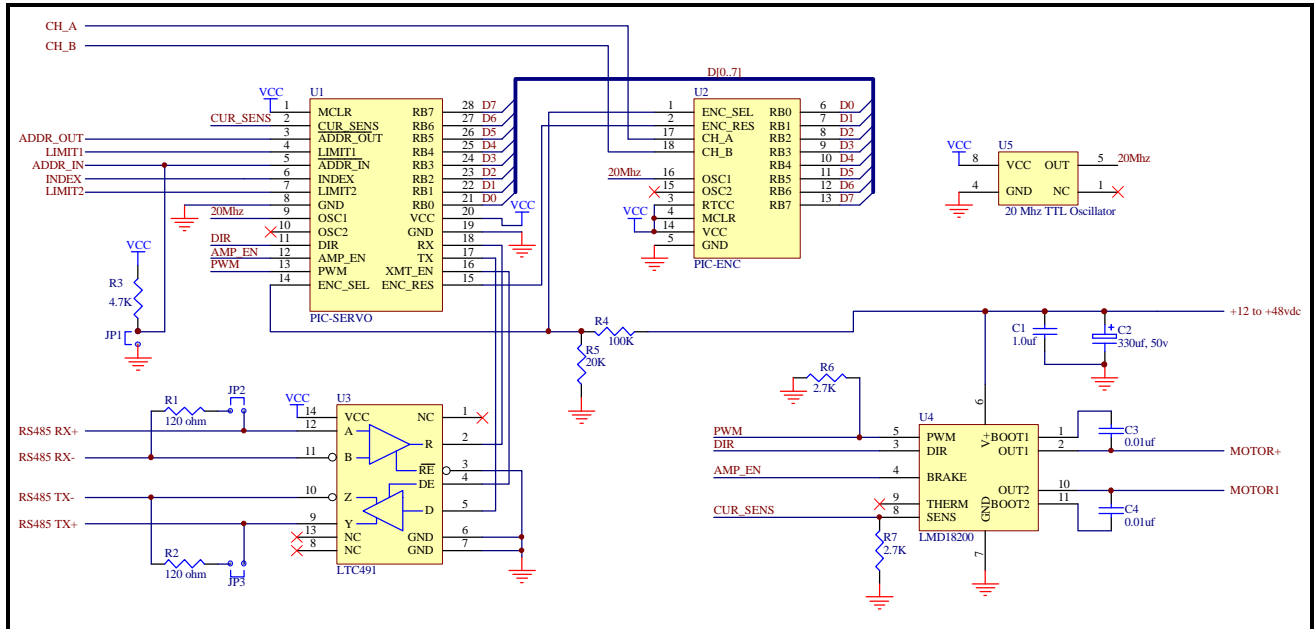 CH_A
CH_B
D[0..7]
U1
VCC
1 MCLR RB7 28 D7
CUR_SENS 2 CUR_SENS RB6 27 D6
ADDR_OUT 3 ADDR_OUT RB5 26 D5
LIMIT1 4 LIMIT1 RB4 25 D4
ADDR_IN 5 ADDR_IN RB3 24 D3
INDEX 6 INDEX RB2 23 D2
LIMIT2 7 LIMIT2 RB1 22 D1
8 GND RB0 21 D0
20Mhz 9 OSC1 VCC 20 VCC
10 OSC2 GND 19
DIR 11 DIR RX 18
AMP_EN 12 AMP_EN TX 17
PWM 13 PWM XMT_EN 16
14 ENC_SEL ENC_RES 15
PIC-SERVO
U2
1 ENC_SEL RB0 6 D0
2 ENC_RES RB1 7 D1
17 CH_A RB2 8 D2
18 CH_B RB3 9 D3
RB4 10 D4
20Mhz 16 OSC1 RB5 11 D5
15 OSC2 RB6 12 D6
3 RTCC RB7 13 D7
VCC 4 MCLR
14 VCC
5 GND
PIC-ENC
U5
VCC 8 VCC OUT 5 20Mhz
4 GND NC 1
20 Mhz TTL Oscillator
VCC
R3
4.7K
JP1
R4
100K
R5
20K
+12 to +48vdc
C1
1.0uf
C2
330uf, 50v
R1
120 ohm
JP2
RS485 RX+
RS485 RX-
RS485 TX-
RS485 TX+
R2
120 ohm
JP3
U3
VCC 14 VCC NC 1
12 A R 2
11 B RE 3
DE 4
10 Z D 5
9 Y
13 NC GND 6
8 NC GND 7
LTC491
R6
2.7K
U4
6
V+
PWM 5 PWM BOOT1 1
DIR 3 DIR OUT1 2
AMP_EN 4 BRAKE
OUT2 10
9 THERM BOOT2 11
CUR_SENS 8 SENS
GND
7
LMD18200
R7
2.7K
C3
0.01uf
MOTOR+
MOTOR1
C4
0.01uf